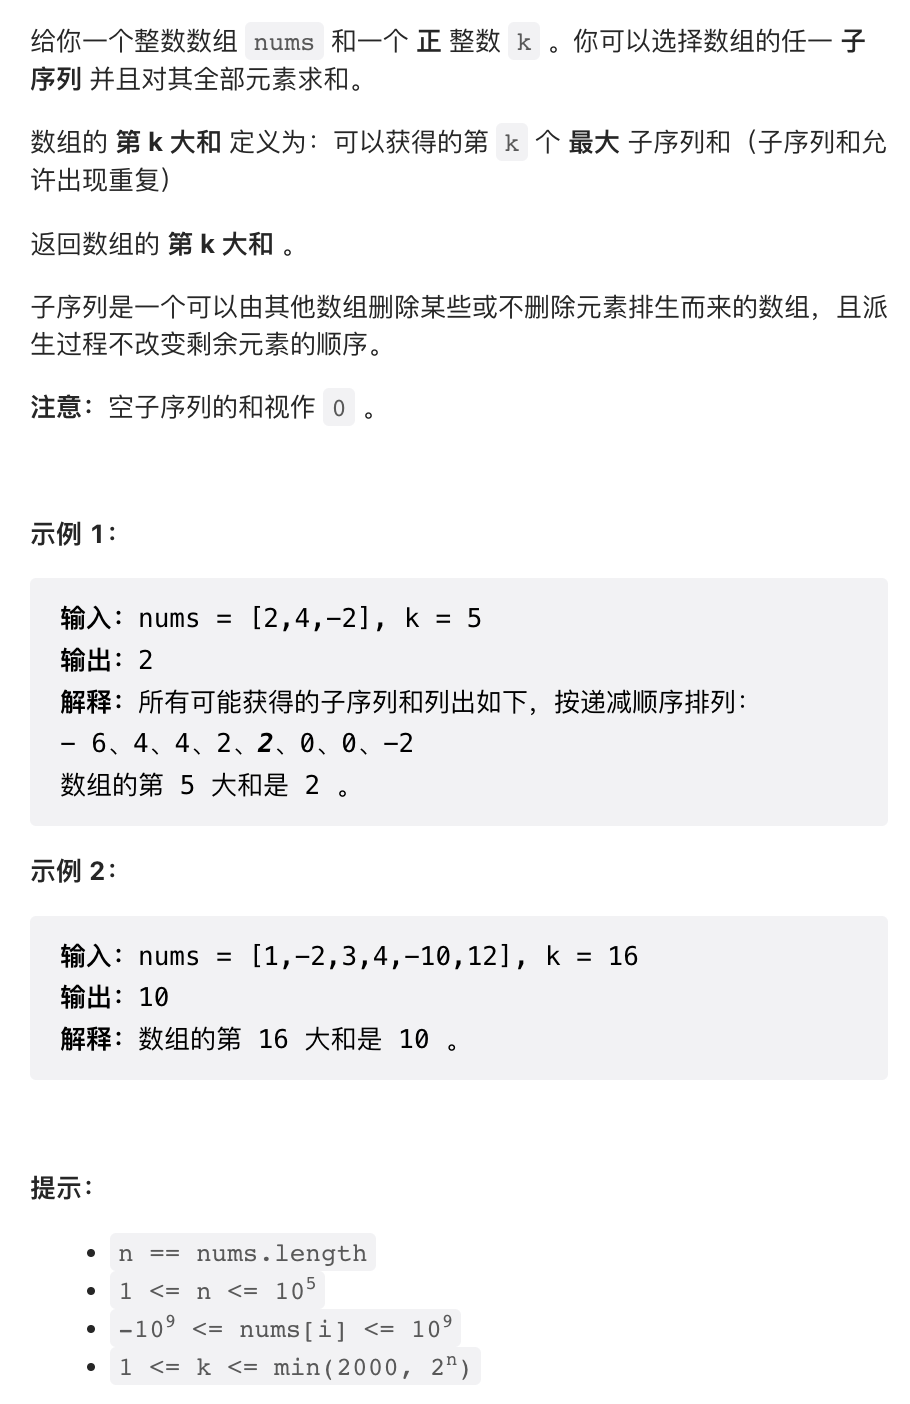 给你一个整数数组 nums 和一个 正 整数 k 。你可以选择数组的任一 子
序列 并且对其全部元素求和。
数组的 第 k 大和 定义为：可以获得的第 k 个 最大 子序列和（子序列和允
许出现重复）
返回数组的 第 k 大和 。
子序列是一个可以由其他数组删除某些或不删除元素排生而来的数组，且派
生过程不改变剩余元素的顺序。
注意：空子序列的和视作 0 。
示例 1：
输入：nums = [2,4,-2], k = 5
输出：2
解释：所有可能获得的子序列和列出如下，按递减顺序排列：
- 6、4、4、2、2、0、0、-2
数组的第 5 大和是 2 。
示例 2：
输入：nums = [1,-2,3,4,-10,12], k = 16
输出：10
解释：数组的第 16 大和是 10 。
提示：
• n == nums.length
• 1 <= n <= 10⁵
• -10⁹ <= nums[i] <= 10⁹
• 1 <= k <= min(2000, 2ⁿ)